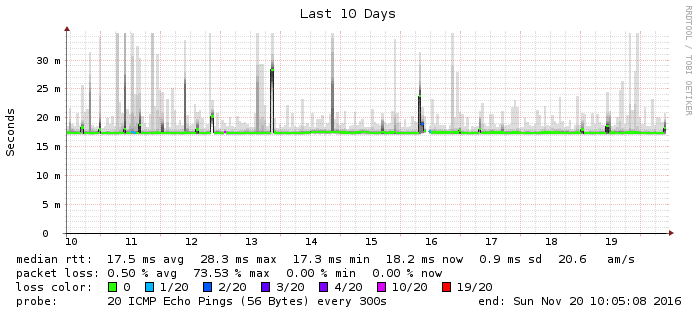 Last 10 Days
RRDTOOL / TOBI OETIKER
Seconds
30 m
25 m
20 m
15 m
10 m
5 m
0
10 11 12 13 14 15 16 17 18 19
median rtt: 17.5 ms avg 28.3 ms max 17.3 ms min 18.2 ms now 0.9 ms sd 20.6 am/s
packet loss: 0.50 % avg 73.53 % max 0.00 % min 0.00 % now
loss color: 0 1/20 2/20 3/20 4/20 10/20 19/20
probe: 20 ICMP Echo Pings (56 Bytes) every 300s end: Sun Nov 20 10:05:08 2016